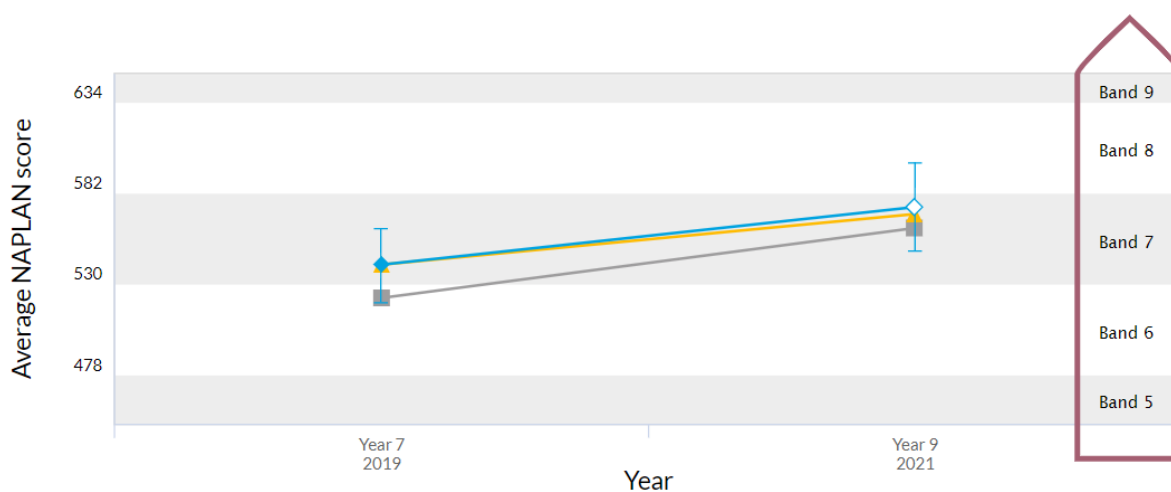 634
582
530
478
Average NAPLAN score
Band 9
Band 8
Band 7
Band 6
Band 5
Year 7
2019
Year 9
2021
Year